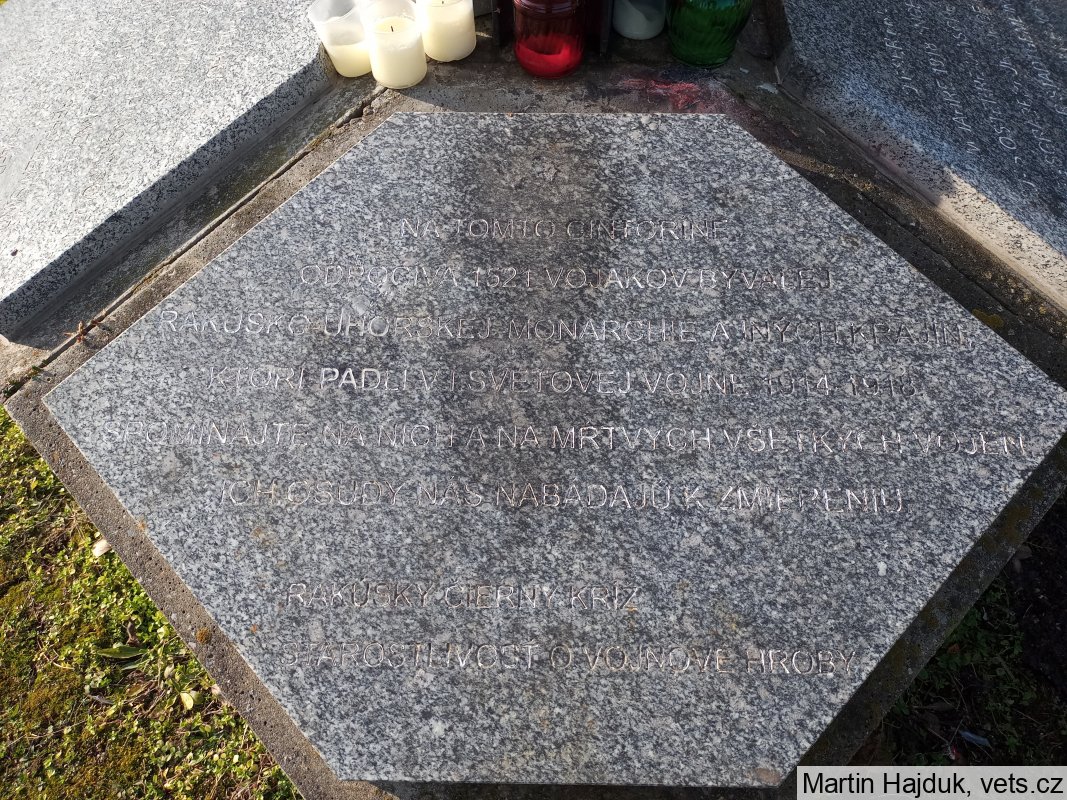 NA TOMTO CINTORÍNE
ODPOČÍVA 1521 VOJAKOV BÝVALEJ
RAKÚSKO-UHORSKEJ MONARCHIE A INÝCH KRAJÍN,
KTORÍ PADLI V I. SVETOVEJ VOJNE 1914-1918.
SPOMÍNAJTE NA NICH A NA MŔTVYCH VŠETKÝCH VOJEN.
ICH OSUDY NÁS NABÁDAJÚ K ZMIERENIU.
RAKÚSKY ČIERNY KRÍŽ
STAROSTLIVOSŤ O VOJNOVÉ HROBY
Martin Hajduk, vets.cz